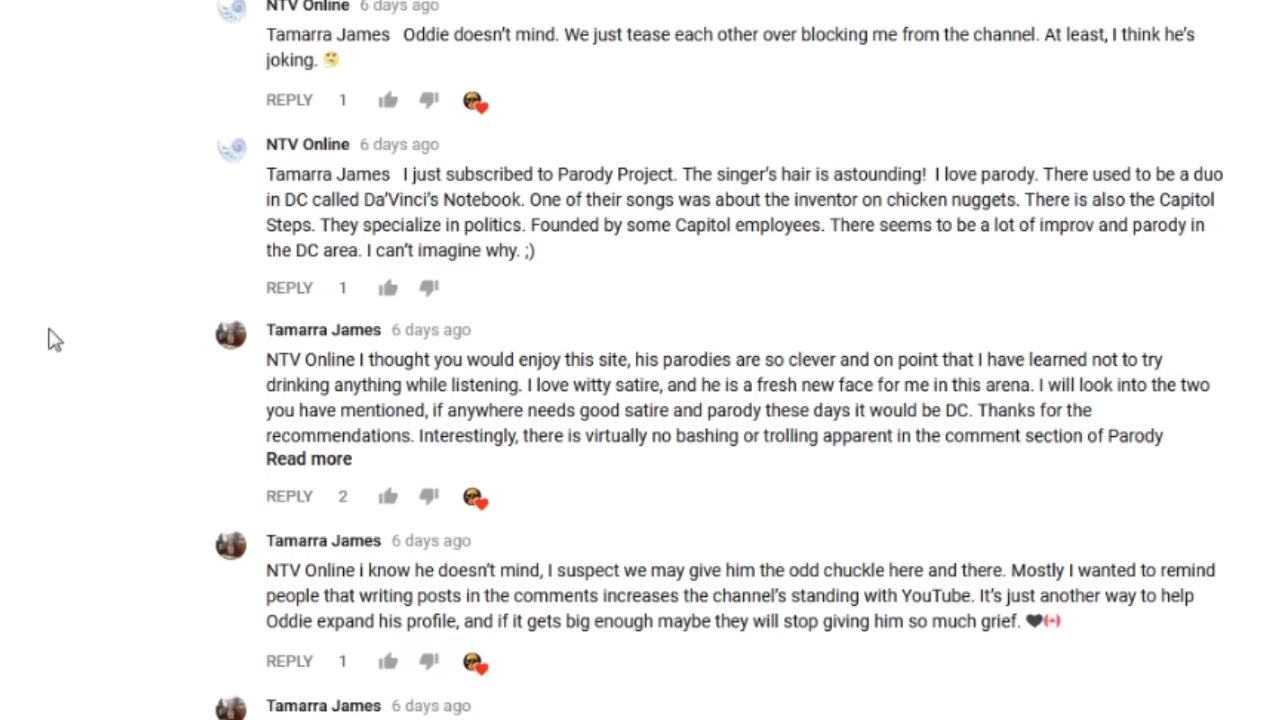 NTV Online 6 days ago
Tamarra James Oddie doesn't mind. We just tease each other over blocking me from the channel. At least, I think he's
joking. 🤔
REPLY 1
NTV Online 6 days ago
Tamarra James I just subscribed to Parody Project. The singer's hair is astounding! I love parody. There used to be a duo
in DC called Da'Vinci's Notebook. One of their songs was about the inventor on chicken nuggets. There is also the Capitol
Steps. They specialize in politics. Founded by some Capitol employees. There seems to be a lot of improv and parody in
the DC area. I can't imagine why. ;)
REPLY 1
Tamarra James 6 days ago
NTV Online I thought you would enjoy this site, his parodies are so clever and on point that I have learned not to try
drinking anything while listening. I love witty satire, and he is a fresh new face for me in this arena. I will look into the two
you have mentioned, if anywhere needs good satire and parody these days it would be DC. Thanks for the
recommendations. Interestingly, there is virtually no bashing or trolling apparent in the comment section of Parody
Read more
REPLY 2
Tamarra James 6 days ago
NTV Online i know he doesn't mind, I suspect we may give him the odd chuckle here and there. Mostly I wanted to remind
people that writing posts in the comments increases the channel's standing with YouTube. It's just another way to help
Oddie expand his profile, and if it gets big enough maybe they will stop giving him so much grief. 🖤🇨🇦
REPLY 1
Tamarra James 6 days ago